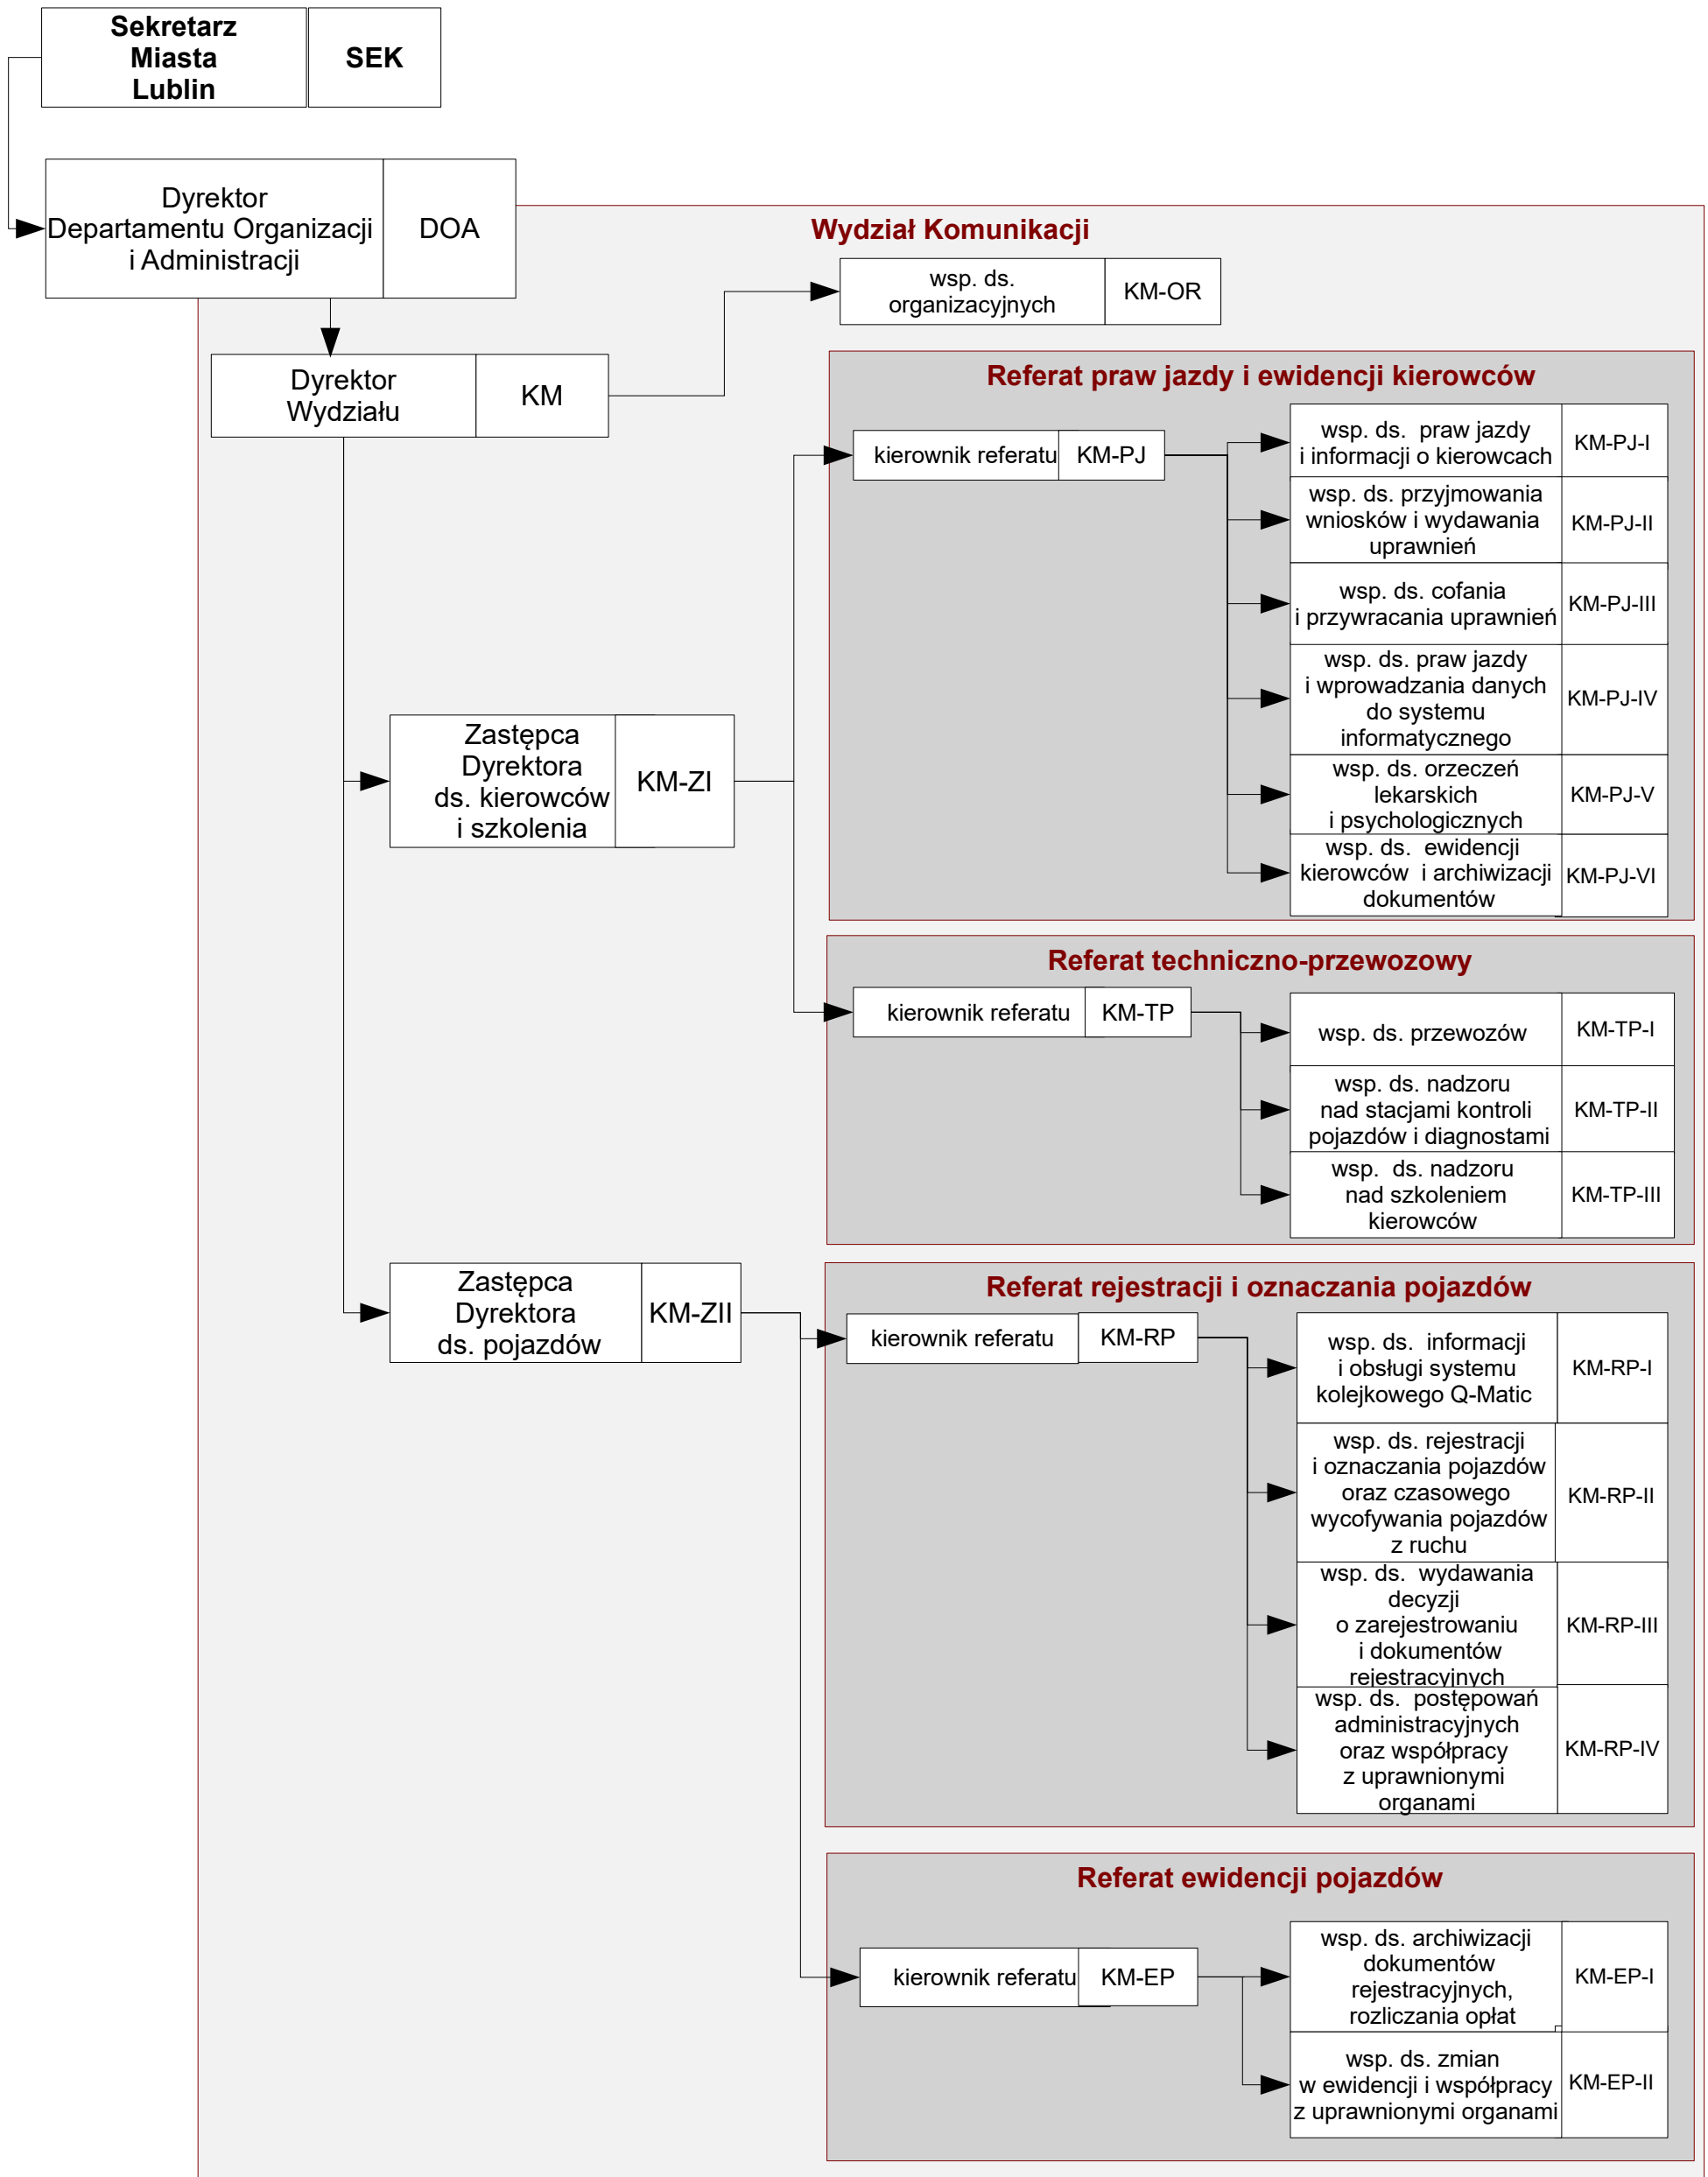 Sekretarz
Miasta
Lublin
SEK
Dyrektor
Departamentu Organizacji
i Administracji
DOA
Wydział Komunikacji
wsp. ds.
organizacyjnych
KM-OR
Dyrektor
Wydziału
KM
Referat praw jazdy i ewidencji kierowców
kierownik referatu
KM-PJ
wsp. ds. praw jazdy
i informacji o kierowcach
KM-PJ-I
wsp. ds. przyjmowania
wniosków i wydawania
uprawnień
KM-PJ-II
wsp. ds. cofania
i przywracania uprawnień
KM-PJ-III
wsp. ds. praw jazdy
i wprowadzania danych
do systemu
informatycznego
KM-PJ-IV
wsp. ds. orzeczeń
lekarskich
i psychologicznych
KM-PJ-V
wsp. ds. ewidencji
kierowców i archiwizacji
dokumentów
KM-PJ-VI
Zastępca
Dyrektora
ds. kierowców
i szkolenia
KM-ZI
Referat techniczno-przewozowy
kierownik referatu
KM-TP
wsp. ds. przewozów
KM-TP-I
wsp. ds. nadzoru
nad stacjami kontroli
pojazdów i diagnostami
KM-TP-II
wsp. ds. nadzoru
nad szkoleniem
kierowców
KM-TP-III
Zastępca
Dyrektora
ds. pojazdów
KM-ZII
Referat rejestracji i oznaczania pojazdów
kierownik referatu
KM-RP
wsp. ds. informacji
i obsługi systemu
kolejkowego Q-Matic
KM-RP-I
wsp. ds. rejestracji
i oznaczania pojazdów
oraz czasowego
wycofywania pojazdów
z ruchu
KM-RP-II
wsp. ds. wydawania
decyzji
o zarejestrowaniu
i dokumentów
rejestracyjnych
KM-RP-III
wsp. ds. postępowań
administracyjnych
oraz współpracy
z uprawnionymi
organami
KM-RP-IV
Referat ewidencji pojazdów
kierownik referatu
KM-EP
wsp. ds. archiwizacji
dokumentów
rejestracyjnych,
rozliczania opłat
KM-EP-I
wsp. ds. zmian
w ewidencji i współpracy
z uprawnionymi organami
KM-EP-II